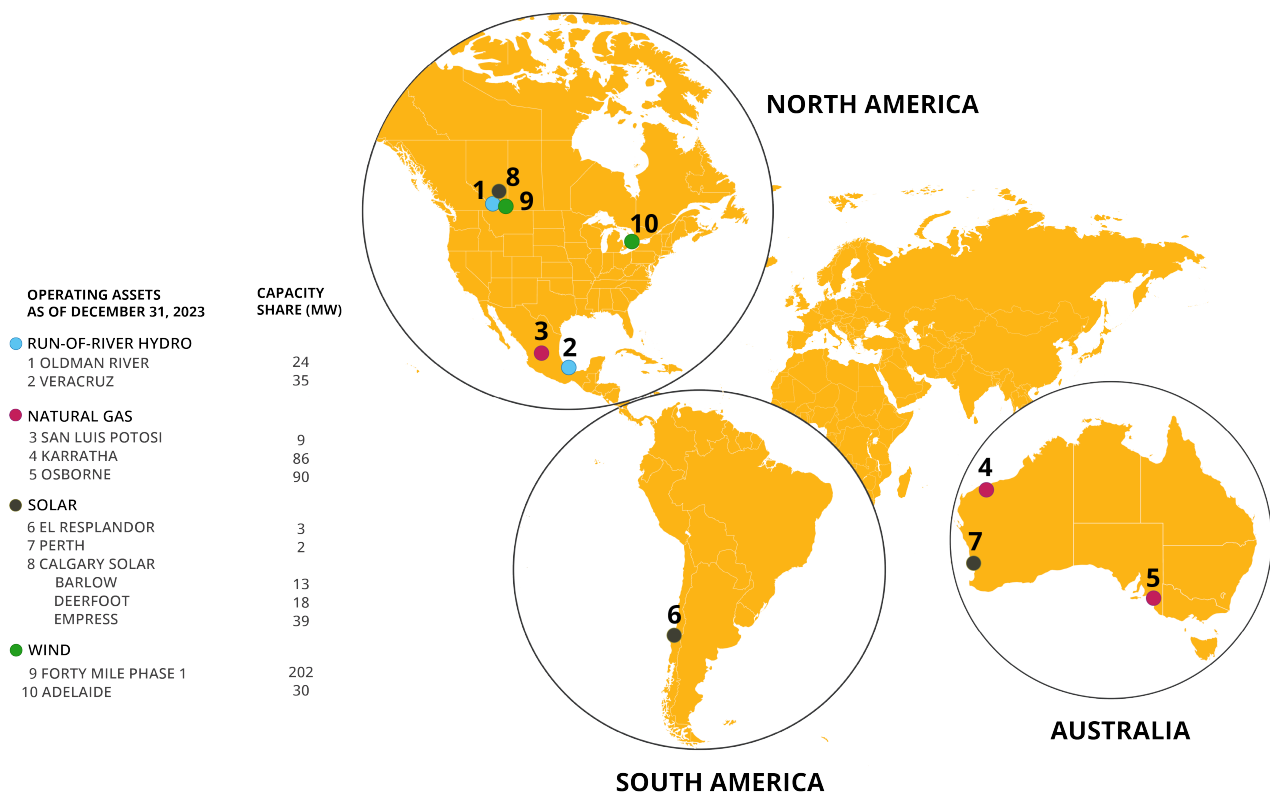 NORTH AMERICA
1
8
9
10
3
2
OPERATING ASSETS
AS OF DECEMBER 31, 2023
CAPACITY
SHARE (MW)
RUN-OF-RIVER HYDRO
1 OLDMAN RIVER 24
2 VERACRUZ 35
NATURAL GAS
3 SAN LUIS POTOSI 9
4 KARRATHA 86
5 OSBORNE 90
SOLAR
6 EL RESPLANDOR 3
7 PERTH 2
8 CALGARY SOLAR
BARLOW 13
DEERFOOT 18
EMPRESS 39
WIND
9 FORTY MILE PHASE 1 202
10 ADELAIDE 30
4
7
5
6
AUSTRALIA
SOUTH AMERICA